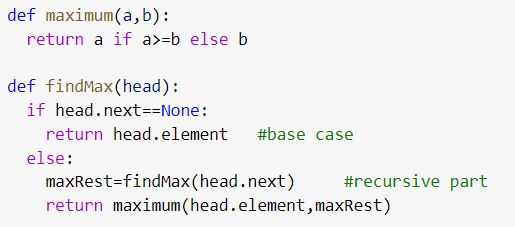 def maximum(a,b):
  return a if a>=b else b

def findMax(head):
  if head.next==None:
    return head.element   #base case
  else:
    maxRest=findMax(head.next)     #recursive part
    return maximum(head.element,maxRest)